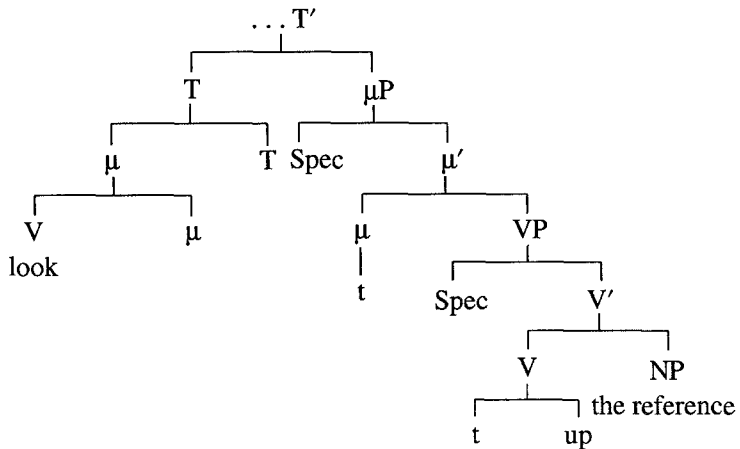 . . . T′
T μP
μ T Spec μ′
V μ μ VP
look
t Spec V′
V NP
the reference
t up